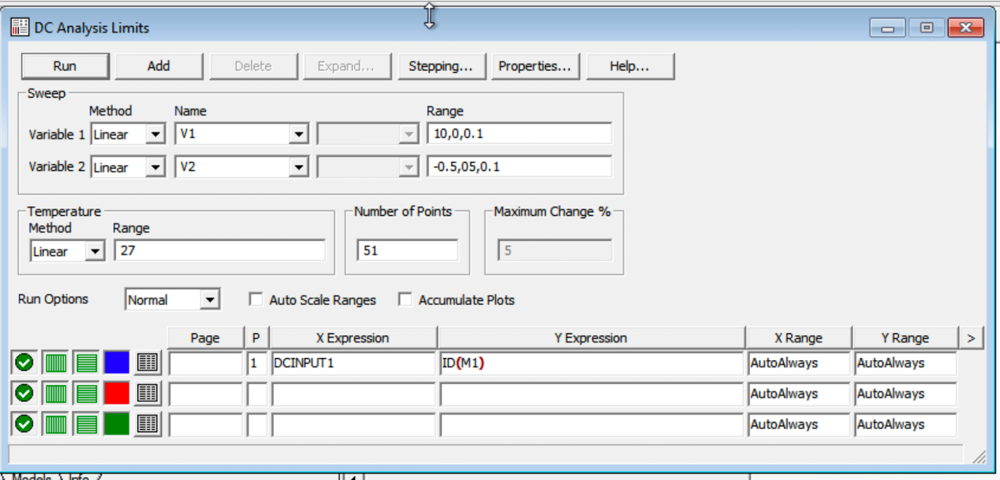 DC Analysis Limits
Run Add Delete Expand... Stepping... Properties... Help...
Sweep
Method Name Range
Variable 1 Linear V1 10,0,0.1
Variable 2 Linear V2 -0.5,05,0.1
Temperature Number of Points Maximum Change %
Method Range
Linear 27 51 5
Run Options Normal Auto Scale Ranges Accumulate Plots
Page P X Expression Y Expression X Range Y Range >
1 DCINPUT1 ID(M1) AutoAlways AutoAlways
AutoAlways AutoAlways
AutoAlways AutoAlways
Models Info